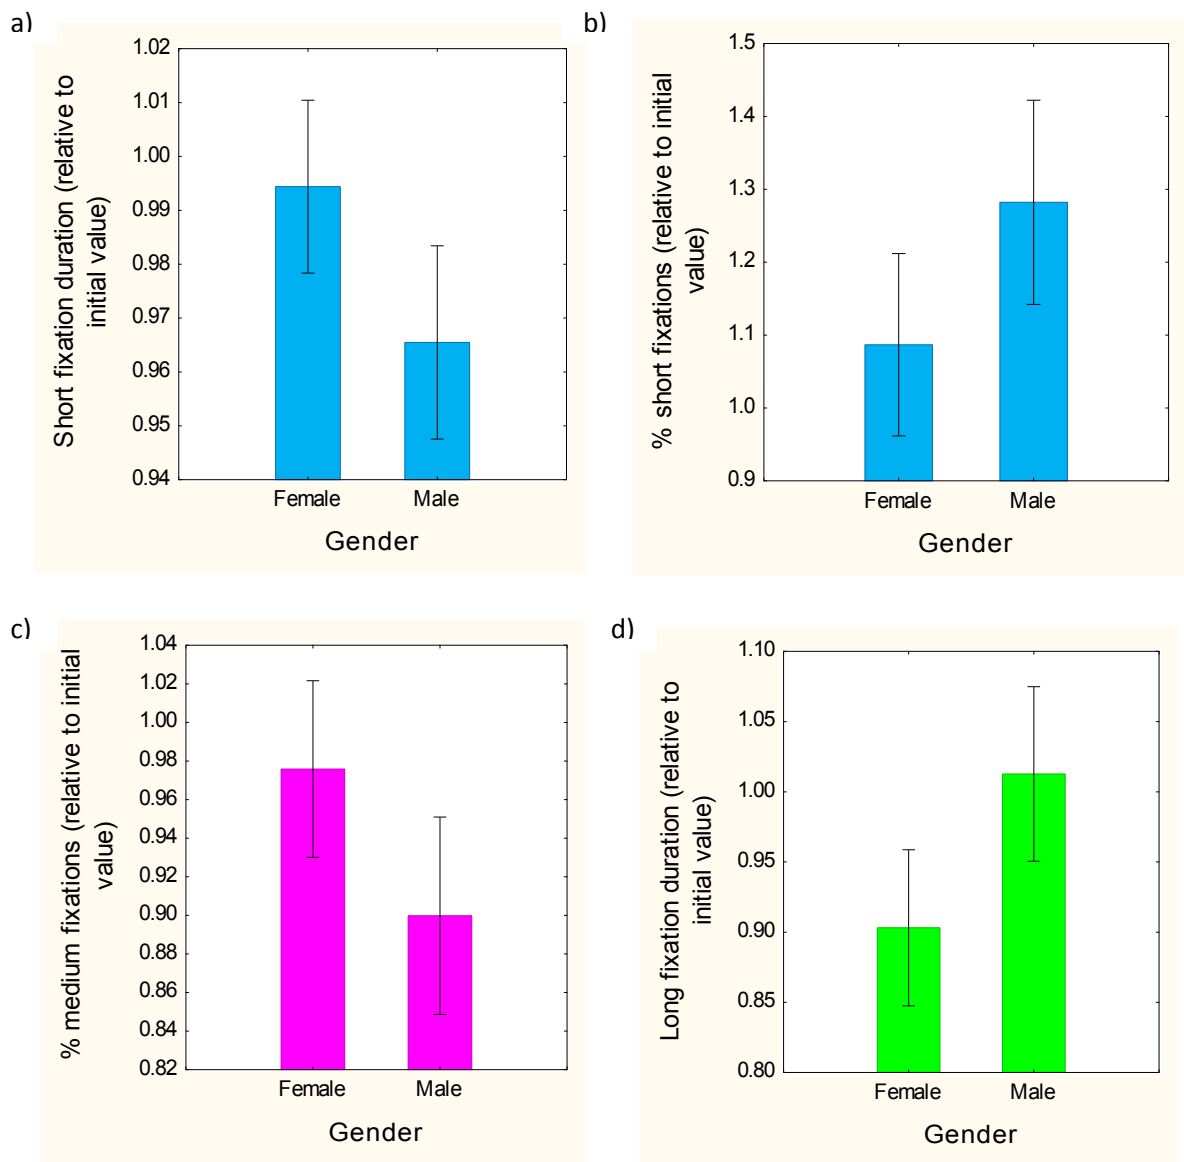 a)
Short fixation duration (relative to
initial value)
1.02
1.01
1.00
0.99
0.98
0.97
0.96
0.95
0.94
Female
Male
Gender
b)
% short fixations (relative to initial
value)
1.5
1.4
1.3
1.2
1.1
1.0
0.9
Female
Male
Gender
c)
% medium fixations (relative to initial
value)
1.04
1.02
1.00
0.98
0.96
0.94
0.92
0.90
0.88
0.86
0.84
0.82
Female
Male
Gender
d)
Long fixation duration (relative to
initial value)
1.10
1.05
1.00
0.95
0.90
0.85
0.80
Female
Male
Gender